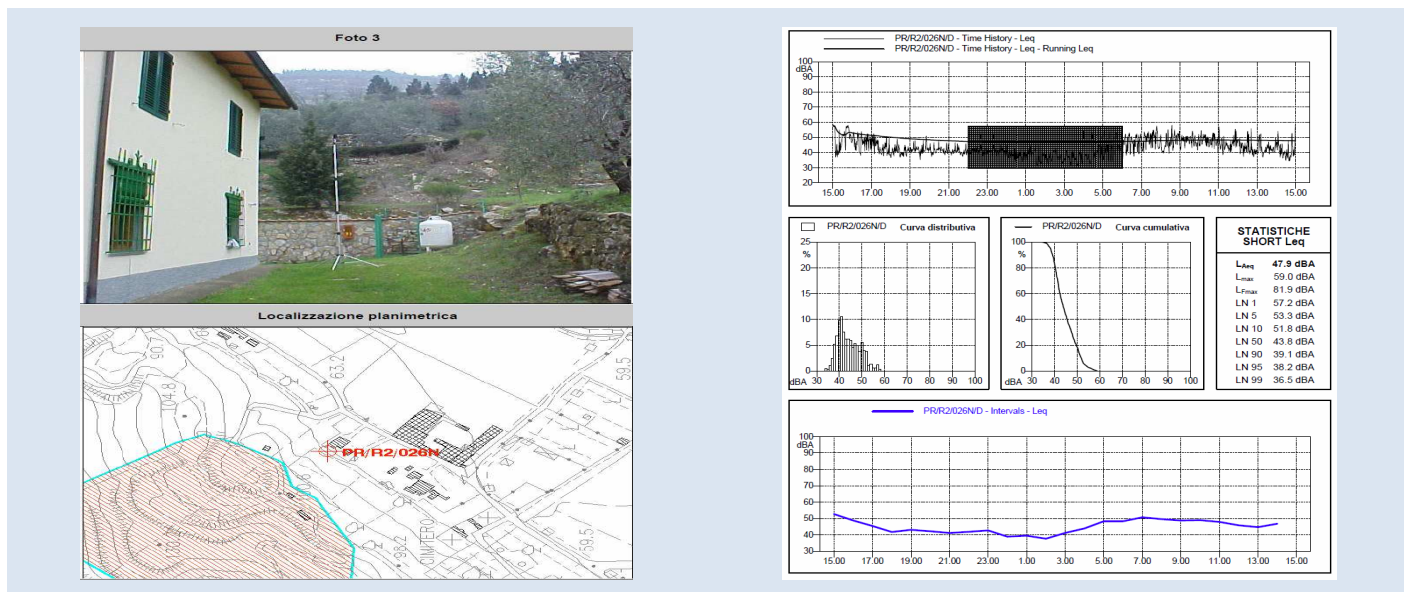 Foto 3
Localizzazione planimetrica
90.
104.8
63.2
59.5
PR/R2/026N
98.2
CIMITERO
59.5
PR/R2/026N/D - Time History - Leq
PR/R2/026N/D - Time History - Leq - Running Leq
100
dBA
90
80
70
60
50
40
30
20
15.00 17.00 19.00 21.00 23.00 1.00 3.00 5.00 7.00 9.00 11.00 13.00 15.00
PR/R2/026N/D Curva distributiva
25
%
20
15
10
5
0
dBA 30 40 50 60 70 80 90 100
PR/R2/026N/D Curva cumulativa
100
%
80
60
40
20
0
dBA 30 40 50 60 70 80 90 100
STATISTICHE
SHORT Leq
LAeq 47.9 dBA
Lmax 59.0 dBA
LFmax 81.9 dBA
LN 1 57.2 dBA
LN 5 53.3 dBA
LN 10 51.8 dBA
LN 50 43.8 dBA
LN 90 39.1 dBA
LN 95 38.2 dBA
LN 99 36.5 dBA
PR/R2/026N/D - Intervals - Leq
100
dBA
90
80
70
60
50
40
30
15.00 17.00 19.00 21.00 23.00 1.00 3.00 5.00 7.00 9.00 11.00 13.00 15.00